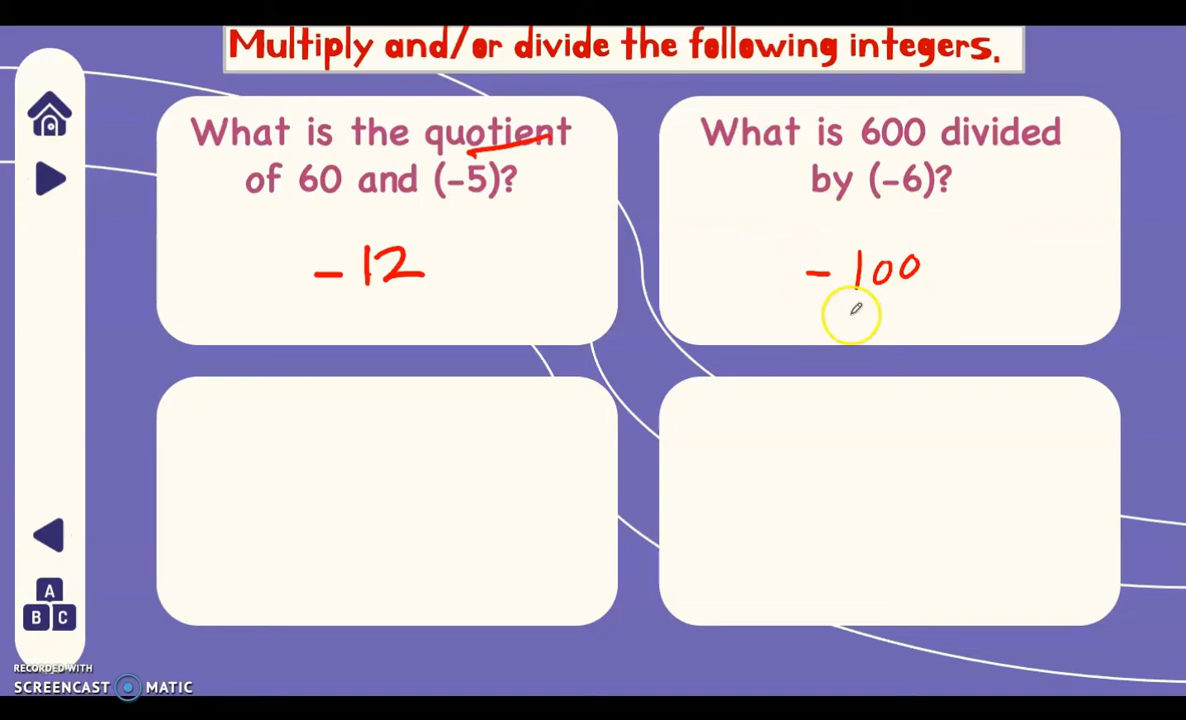 Multiply and/or divide the following integers.
What is the quotient
of 60 and (-5)?
-12
What is 600 divided
by (-6)?
-100
A
B C
RECORDED WITH
SCREENCAST MATIC